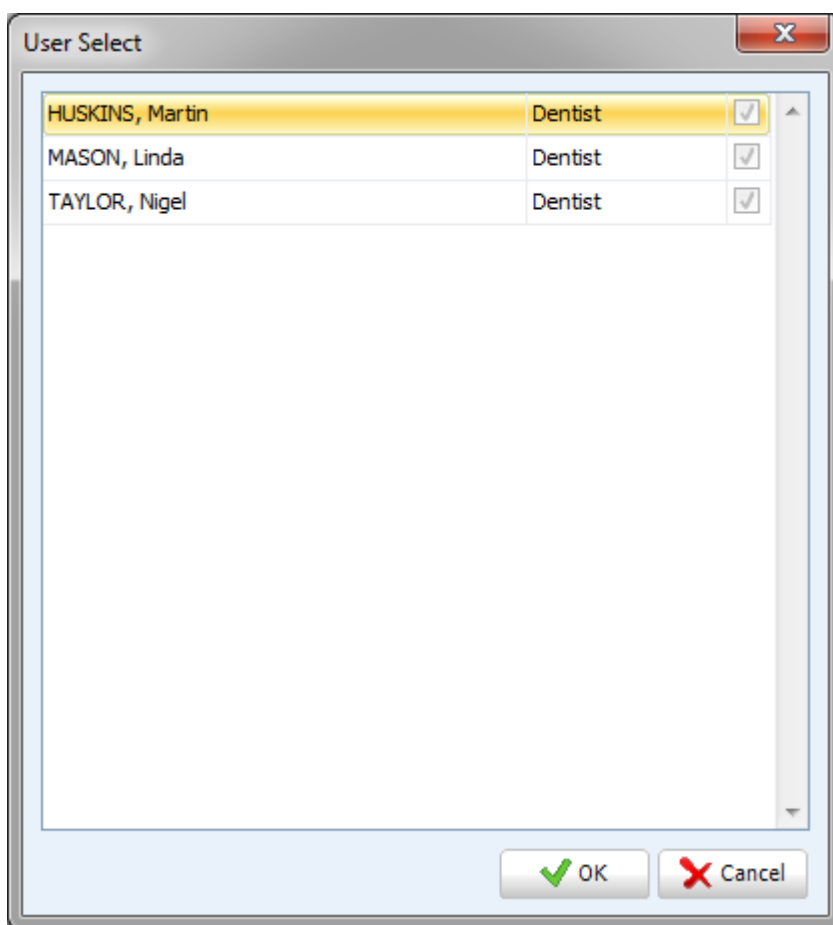 User Select
HUSKINS, Martin Dentist
MASON, Linda Dentist
TAYLOR, Nigel Dentist
OK Cancel